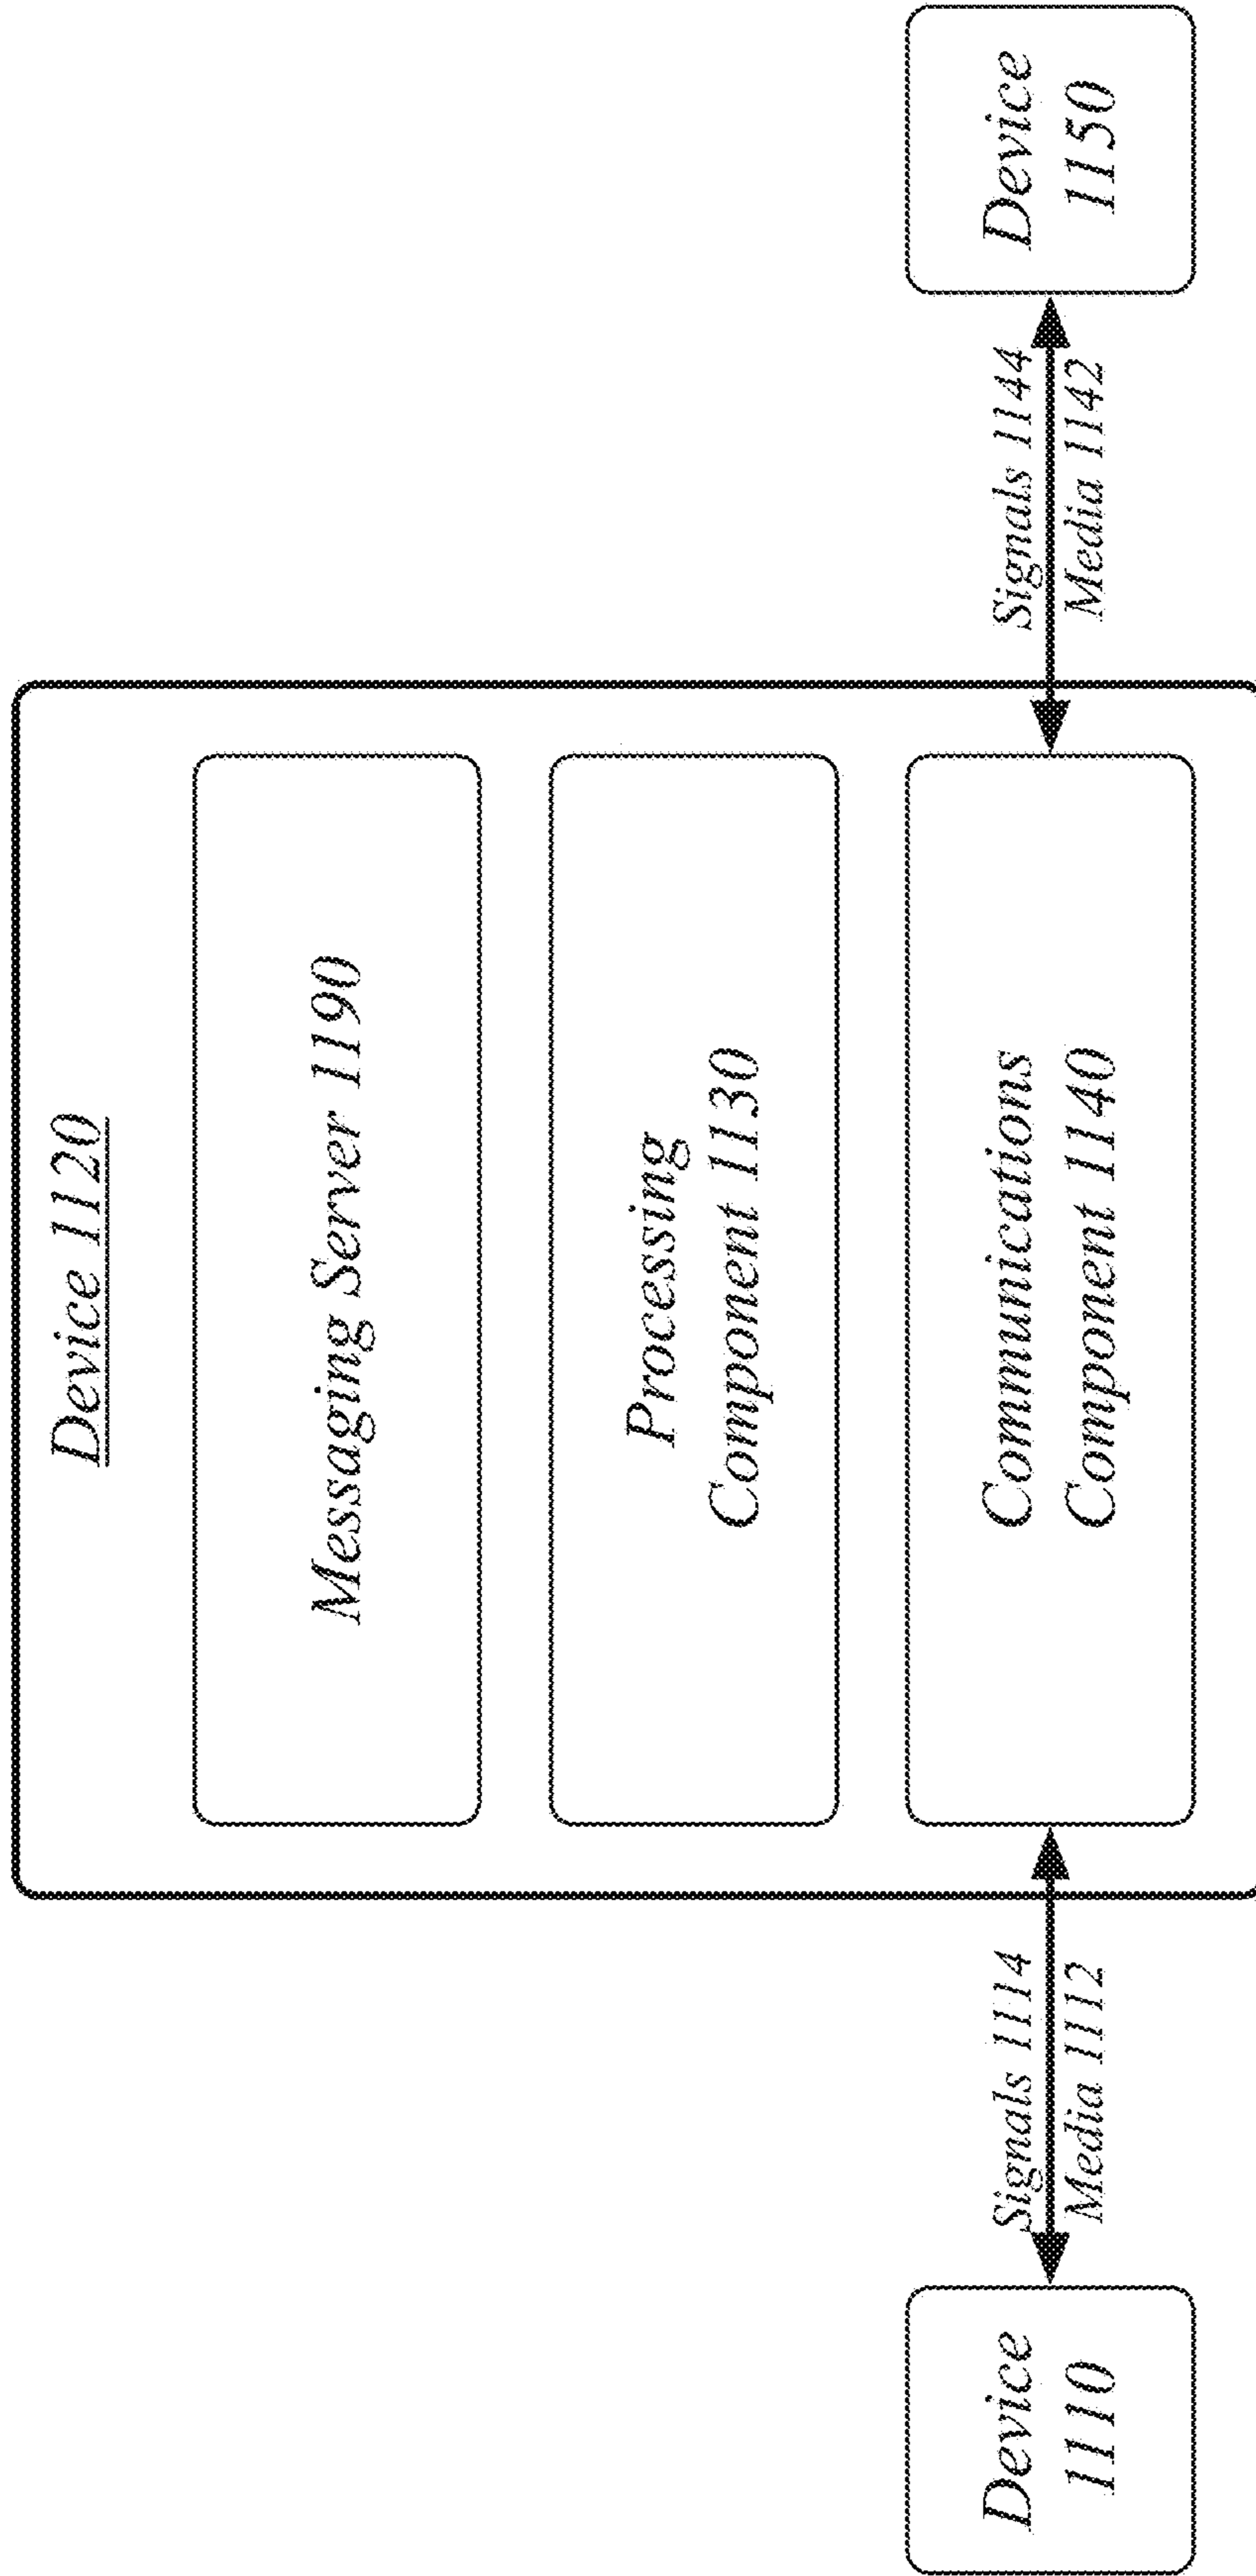 Device 1120
Messaging Server 1190
Processing
Component 1130
Device
1110
Signals 1114
Media 1112
Communications
Component 1140
Signals 1144
Media 1142
Device
1150